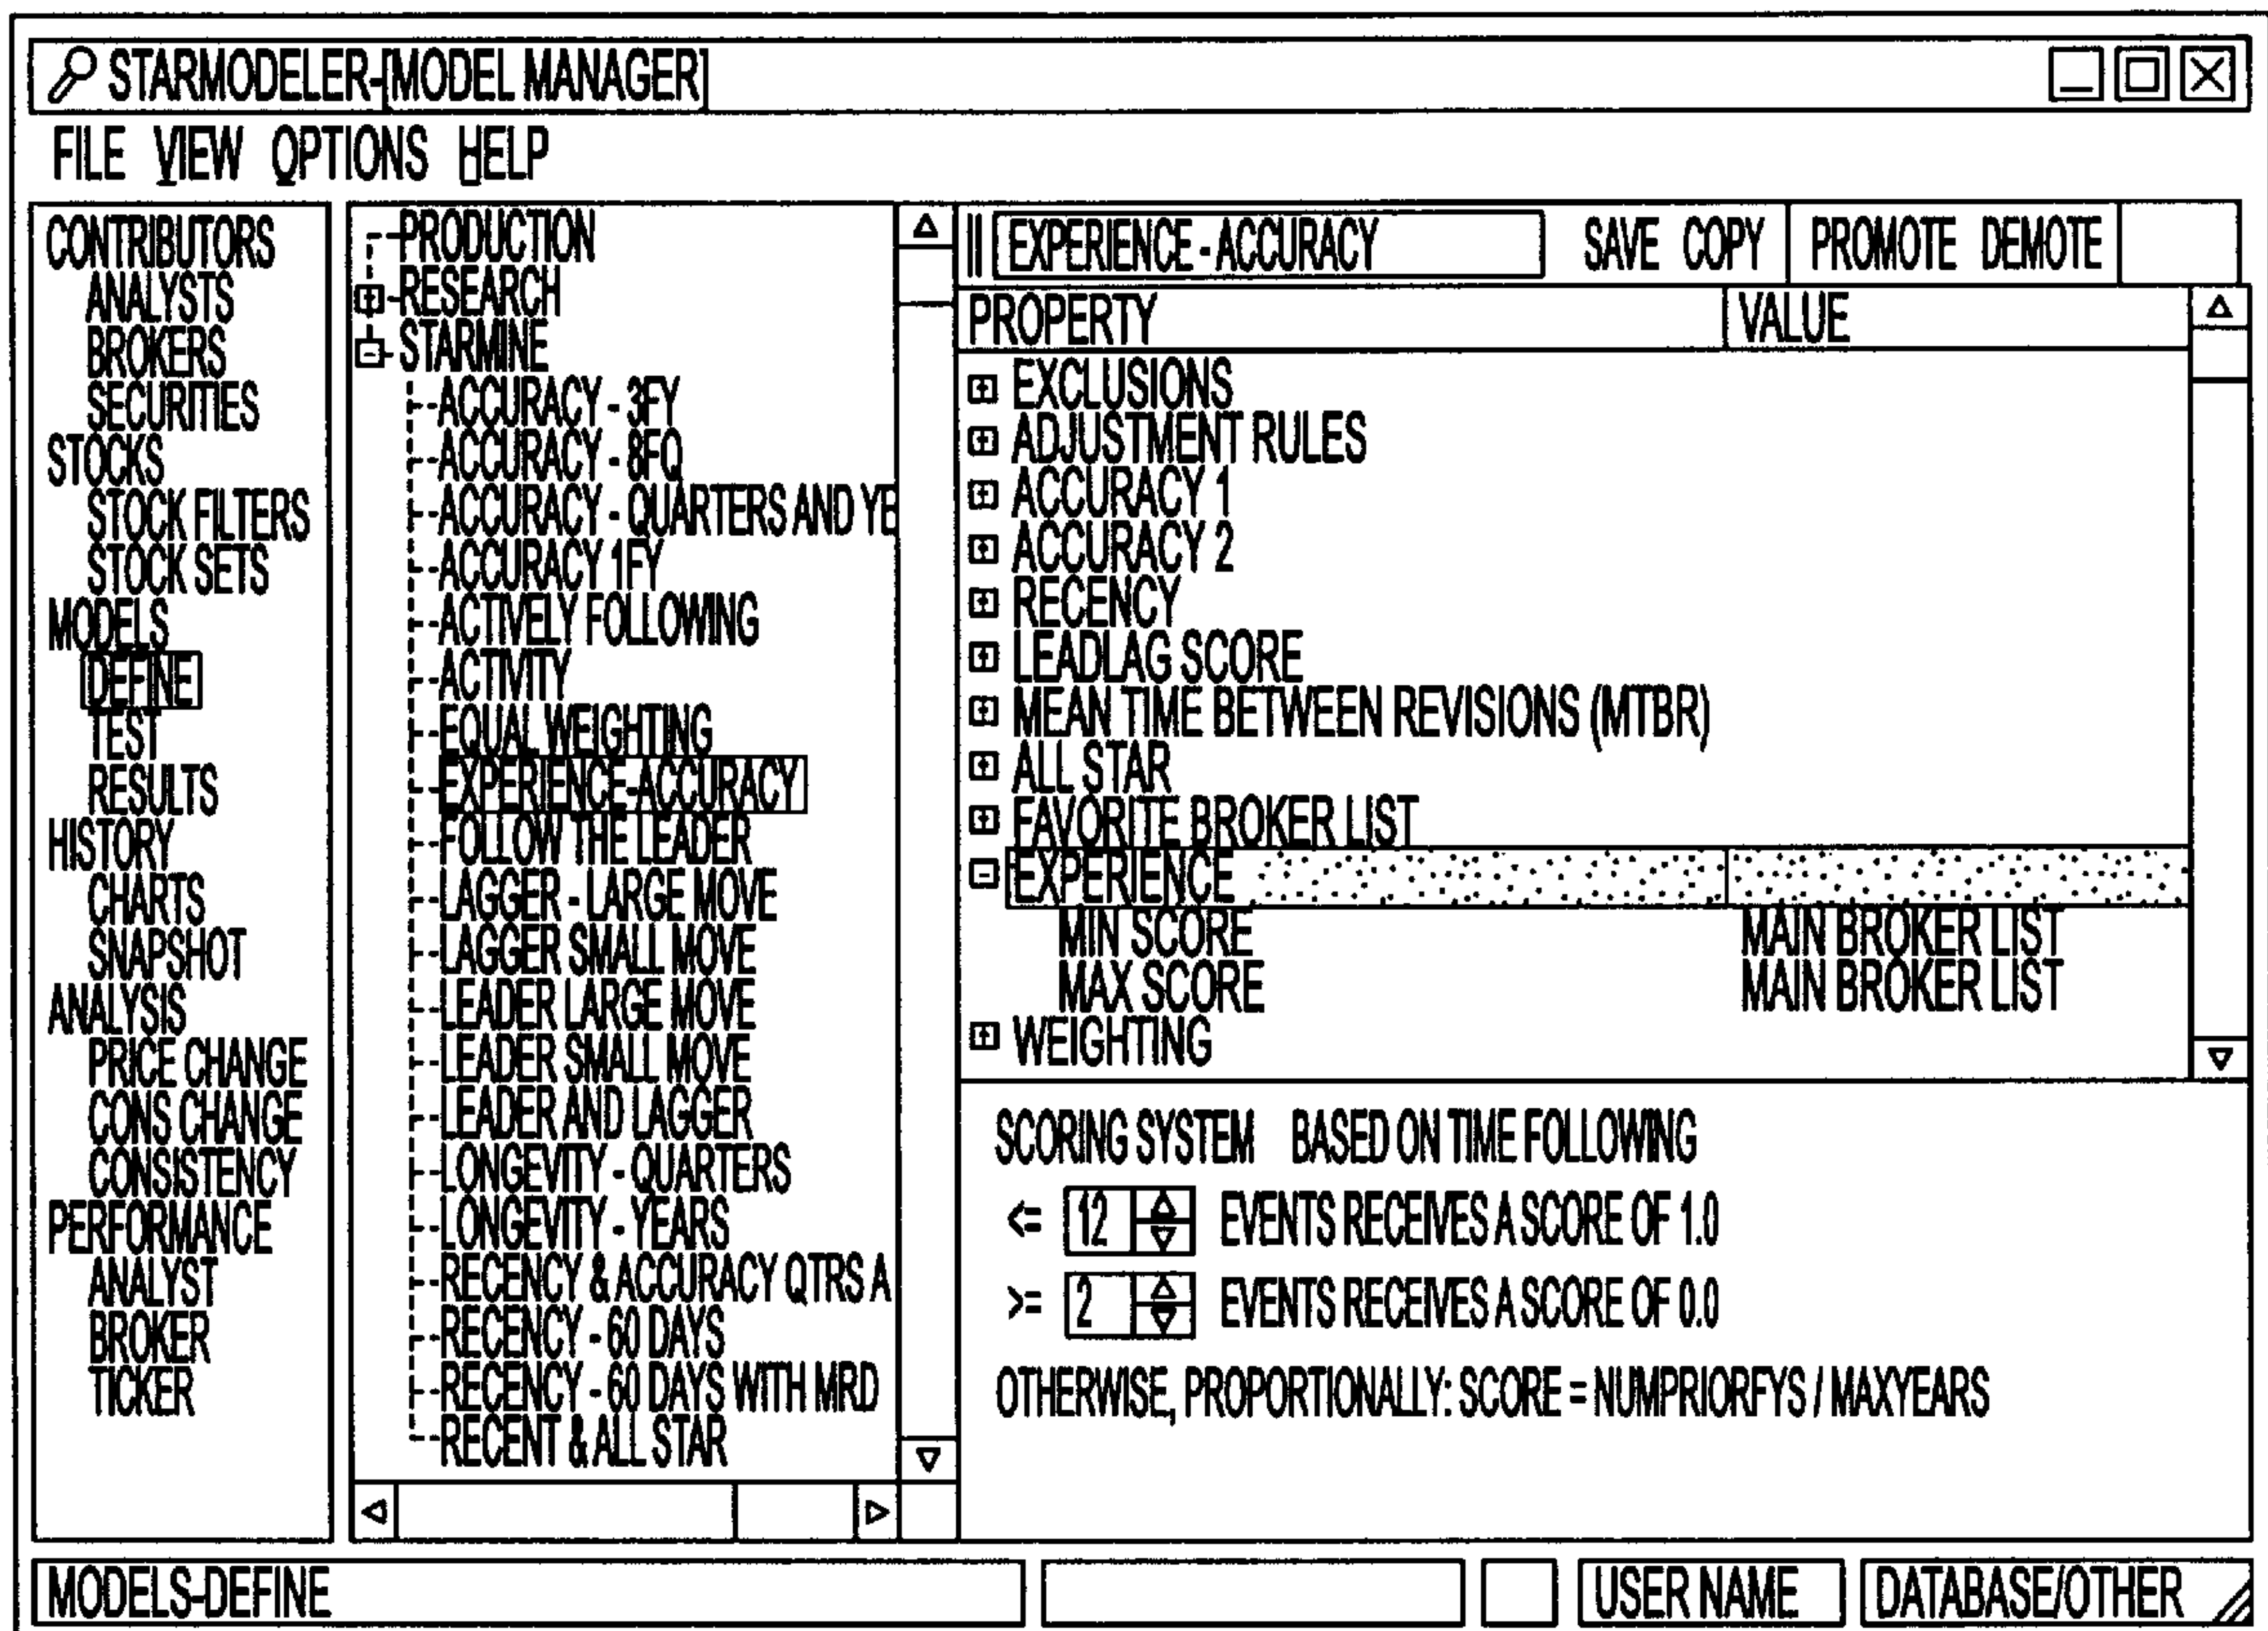 STARMODELER-[MODEL MANAGER]
FILE VIEW OPTIONS HELP
CONTRIBUTORS
ANALYSTS
BROKERS
SECURITIES
STOCKS
STOCK FILTERS
STOCK SETS
MODELS
DEFINE
TEST
RESULTS
HISTORY
CHARTS
SNAPSHOT
ANALYSIS
PRICE CHANGE
CONS CHANGE
CONSISTENCY
PERFORMANCE
ANALYST
BROKER
TICKER
PRODUCTION
RESEARCH
STARMINE
ACCURACY - 3FY
ACCURACY - 8FQ
ACCURACY - QUARTERS AND YE
ACCURACY 1FY
ACTIVELY FOLLOWING
ACTIVITY
EQUAL WEIGHTING
EXPERIENCE-ACCURACY
FOLLOW THE LEADER
LAGGER - LARGE MOVE
LAGGER SMALL MOVE
LEADER LARGE MOVE
LEADER SMALL MOVE
LEADER AND LAGGER
LONGEVITY - QUARTERS
LONGEVITY - YEARS
RECENCY & ACCURACY QTRS A
RECENCY - 60 DAYS
RECENCY - 60 DAYS WITH MRD
RECENT & ALL STAR
EXPERIENCE - ACCURACY SAVE COPY PROMOTE DEMOTE
PROPERTY VALUE
EXCLUSIONS
ADJUSTMENT RULES
ACCURACY 1
ACCURACY 2
RECENCY
LEADLAG SCORE
MEAN TIME BETWEEN REVISIONS (MTBR)
ALL STAR
FAVORITE BROKER LIST
EXPERIENCE
MIN SCORE MAIN BROKER LIST
MAX SCORE MAIN BROKER LIST
WEIGHTING
SCORING SYSTEM BASED ON TIME FOLLOWING
<= 12 EVENTS RECEIVES A SCORE OF 1.0
>= 2 EVENTS RECEIVES A SCORE OF 0.0
OTHERWISE, PROPORTIONALLY: SCORE = NUMPRIORFYS / MAXYEARS
MODELS-DEFINE USER NAME DATABASE/OTHER